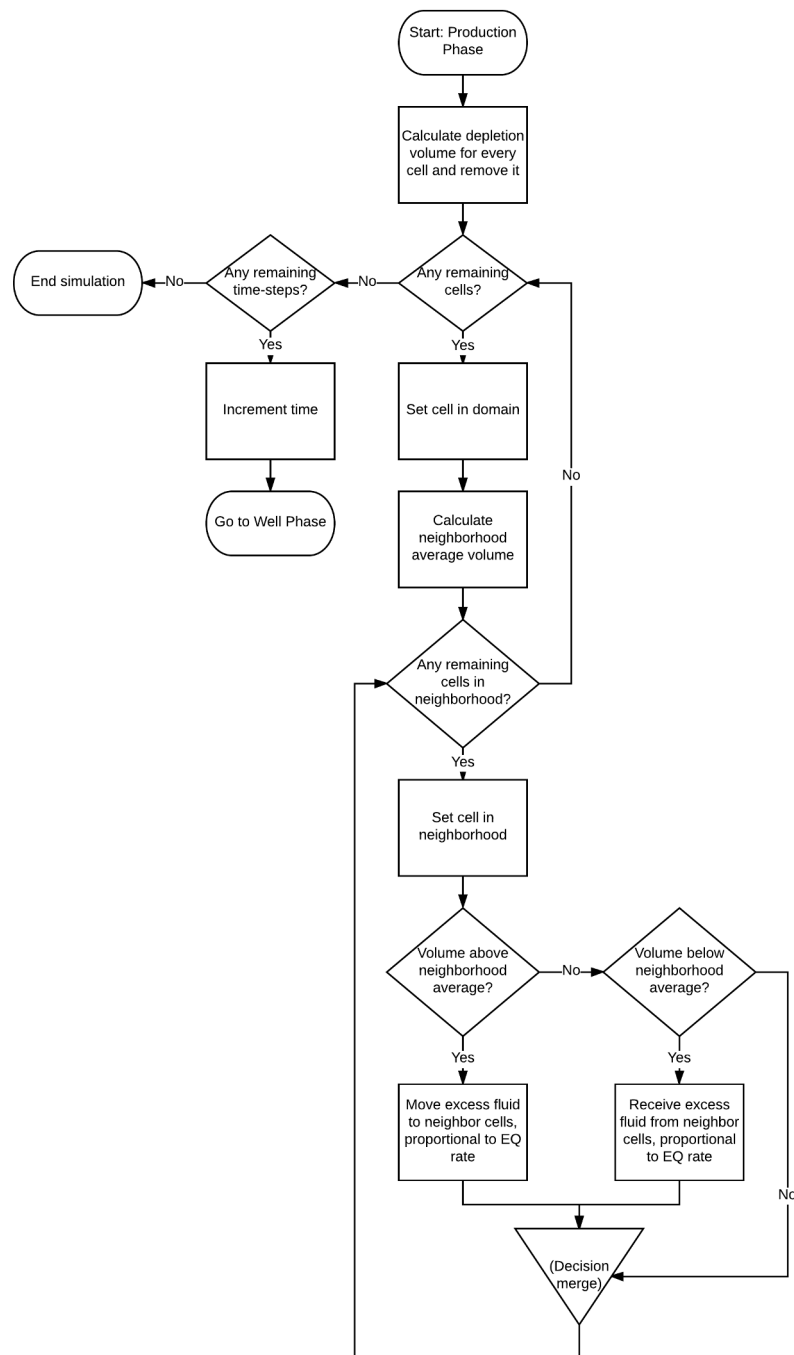 Start: Production
Phase
Calculate depletion
volume for every
cell and remove it
Any remaining
cells?
No
Any remaining
time-steps?
No
End simulation
Yes
Yes
Increment time
Set cell in domain
Go to Well Phase
Calculate
neighborhood
average volume
No
Any remaining
cells in
neighborhood?
Yes
Set cell in
neighborhood
Volume above
neighborhood
average?
No
Volume below
neighborhood
average?
Yes
Yes
Move excess fluid
to neighbor cells,
proportional to EQ
rate
Receive excess
fluid from neighbor
cells, proportional
to EQ rate
No
(Decision
merge)